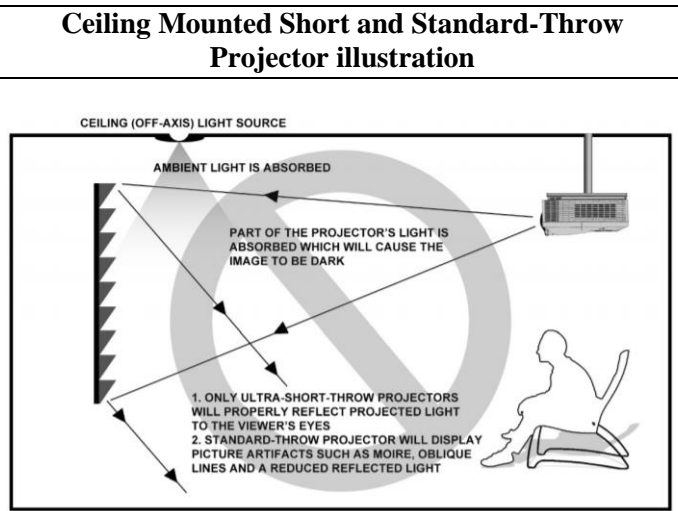 Ceiling Mounted Short and Standard-Throw
Projector illustration
CEILING (OFF-AXIS) LIGHT SOURCE
AMBIENT LIGHT IS ABSORBED
PART OF THE PROJECTOR'S LIGHT IS
ABSORBED WHICH WILL CAUSE THE
IMAGE TO BE DARK
1. ONLY ULTRA-SHORT-THROW PROJECTORS
WILL PROPERLY REFLECT PROJECTED LIGHT
TO THE VIEWER'S EYES
2. STANDARD-THROW PROJECTOR WILL DISPLAY
PICTURE ARTIFACTS SUCH AS MOIRE, OBLIQUE
LINES AND A REDUCED REFLECTED LIGHT